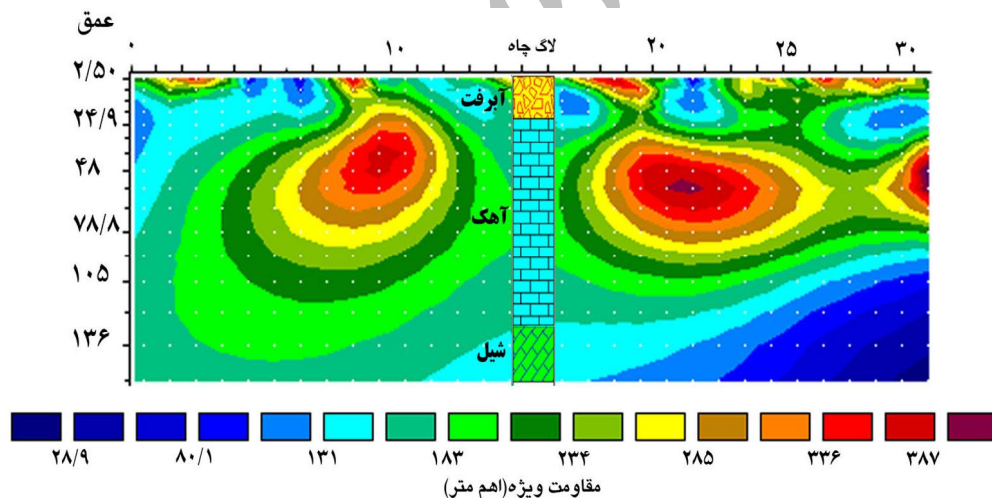 عمق
۰ ۱۰ لاگ چاه ۲۰ ۲۵ ۳۰
۲/۵۰
آبرفت
۲۴/۹
۴۸
آهک
۷۸/۸
۱۰۵
۱۳۶
شیل
۲۸/۹ ۸۰/۱ ۱۳۱ ۱۸۳ ۲۳۴ ۲۸۵ ۳۳۶ ۳۸۷
مقاومت ویژه(اهم متر)